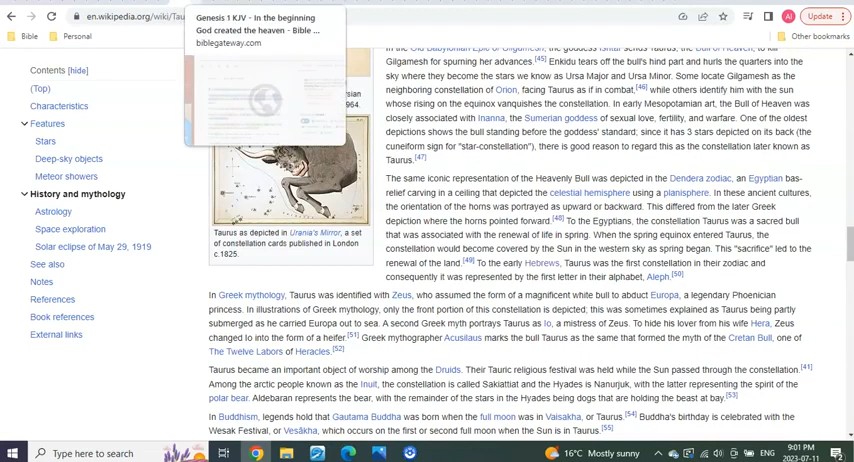 en.wikipedia.org/wiki/Tau
Update
Bible
Personal
Other bookmarks
Genesis 1 KJV - In the beginning
God created the heaven - Bible ...
biblegateway.com
Contents [hide]
(Top)
Characteristics
Features
Stars
Deep-sky objects
Meteor showers
History and mythology
Astrology
Space exploration
Solar eclipse of May 29, 1919
See also
Notes
References
Book references
External links
ysian
964.
Taurus as depicted in Urania's Mirror, a set
of constellation cards published in London
c.1825.
In the Old Babylonian Epic of Gilgamesh, the goddess Ishtar sends Taurus, the Bull of Heaven, to kill
Gilgamesh for spurning her advances.[45] Enkidu tears off the bull's hind part and hurls the quarters into the
sky where they become the stars we know as Ursa Major and Ursa Minor. Some locate Gilgamesh as the
neighboring constellation of Orion, facing Taurus as if in combat,[46] while others identify him with the sun
whose rising on the equinox vanquishes the constellation. In early Mesopotamian art, the Bull of Heaven was
closely associated with Inanna, the Sumerian goddess of sexual love, fertility, and warfare. One of the oldest
depictions shows the bull standing before the goddess' standard; since it has 3 stars depicted on its back (the
cuneiform sign for "star-constellation"), there is good reason to regard this as the constellation later known as
Taurus.[47]
The same iconic representation of the Heavenly Bull was depicted in the Dendera zodiac, an Egyptian bas-
relief carving in a ceiling that depicted the celestial hemisphere using a planisphere. In these ancient cultures,
the orientation of the horns was portrayed as upward or backward. This differed from the later Greek
depiction where the horns pointed forward.[48] To the Egyptians, the constellation Taurus was a sacred bull
that was associated with the renewal of life in spring. When the spring equinox entered Taurus, the
constellation would become covered by the Sun in the western sky as spring began. This "sacrifice" led to the
renewal of the land.[49] To the early Hebrews, Taurus was the first constellation in their zodiac and
consequently it was represented by the first letter in their alphabet, Aleph.[50]
In Greek mythology, Taurus was identified with Zeus, who assumed the form of a magnificent white bull to abduct Europa, a legendary Phoenician
princess. In illustrations of Greek mythology, only the front portion of this constellation is depicted; this was sometimes explained as Taurus being partly
submerged as he carried Europa out to sea. A second Greek myth portrays Taurus as Io, a mistress of Zeus. To hide his lover from his wife Hera, Zeus
changed Io into the form of a heifer.[51] Greek mythographer Acusilaus marks the bull Taurus as the same that formed the myth of the Cretan Bull, one of
The Twelve Labors of Heracles.[52]
Taurus became an important object of worship among the Druids. Their Tauric religious festival was held while the Sun passed through the constellation.[41]
Among the arctic people known as the Inuit, the constellation is called Sakiattiat and the Hyades is Nanurjuk, with the latter representing the spirit of the
polar bear. Aldebaran represents the bear, with the remainder of the stars in the Hyades being dogs that are holding the beast at bay.[53]
In Buddhism, legends hold that Gautama Buddha was born when the full moon was in Vaisakha, or Taurus.[54] Buddha's birthday is celebrated with the
Wesak Festival, or Vesākha, which occurs on the first or second full moon when the Sun is in Taurus.[55]
Type here to search
16°C Mostly sunny
ENG
9:01 PM
2023-07-11
2